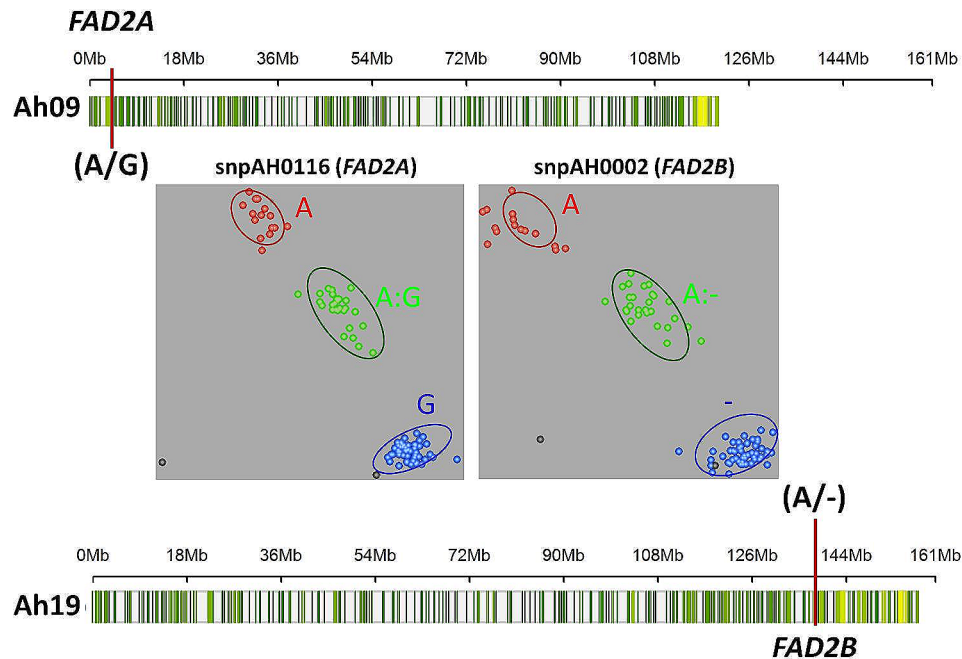 FAD2A
0Mb 18Mb 36Mb 54Mb 72Mb 90Mb 108Mb 126Mb 144Mb 161Mb
Ah09
(A/G)
snpAH0116 (FAD2A) snpAH0002 (FAD2B)
A A
A:G A:-
G -
(A/-)
0Mb 18Mb 36Mb 54Mb 72Mb 90Mb 108Mb 126Mb 144Mb 161Mb
Ah19
FAD2B